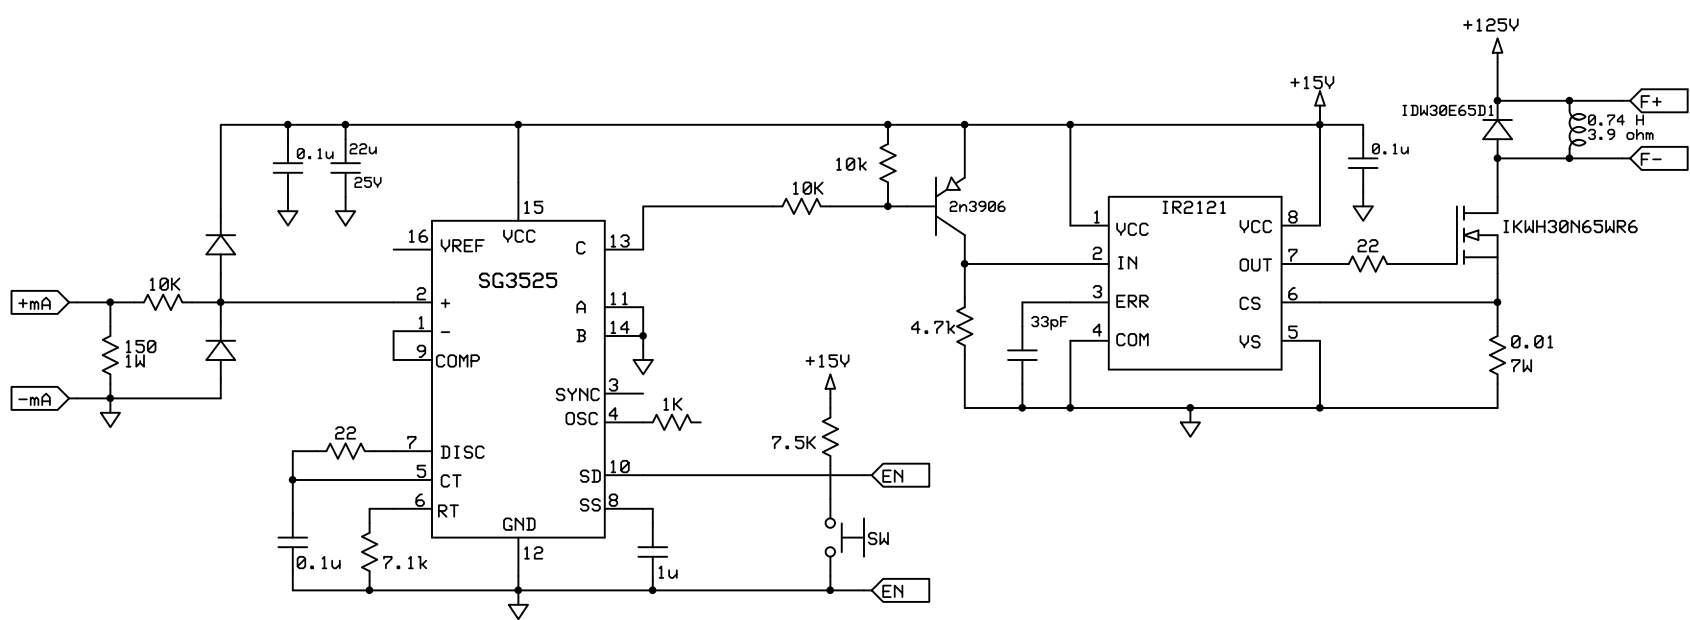 +125V
+15V
IDW30E65D1
F+
0.74 H
3.9 ohm
F-
0.1u
22u
25V
10k
10K
2n3906
0.1u
15
VCC
16
VREF
C
13
SG3525
IR2121
1
VCC
VCC
8
IKWH30N65WR6
2
IN
OUT
7
22
+mA
10K
2
+
A
11
3
ERR
CS
6
1
-
B
14
33pF
4
COM
VS
5
4.7k
150
1W
9
COMP
0.01
7W
-mA
SYNC
3
+15V
OSC
4
1K
22
7
DISC
7.5K
5
CT
SD
10
EN
6
RT
SS
8
GND
12
SW
0.1u
7.1k
1u
EN